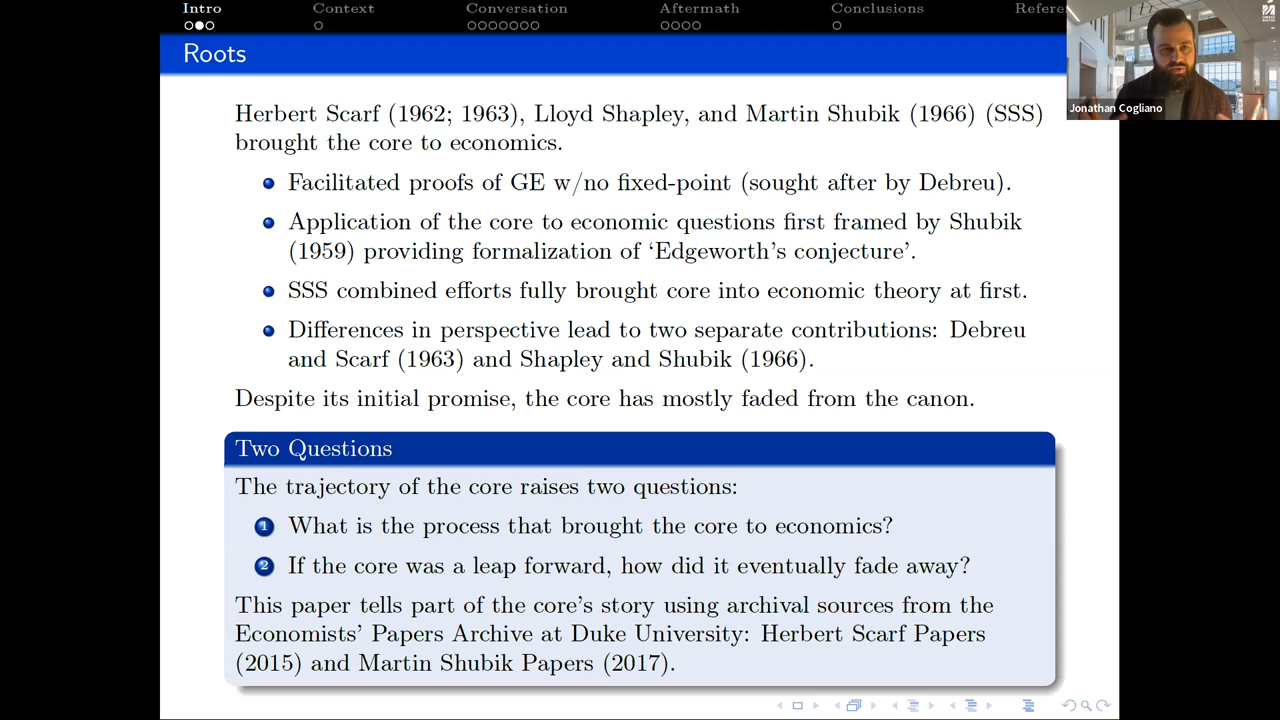 Intro Context Conversation Aftermath Conclusions Refere
Roots
Jonathan Cogliano
Herbert Scarf (1962; 1963), Lloyd Shapley, and Martin Shubik (1966) (SSS)
brought the core to economics.
Facilitated proofs of GE w/no fixed-point (sought after by Debreu).
Application of the core to economic questions first framed by Shubik
(1959) providing formalization of ‘Edgeworth’s conjecture’.
SSS combined efforts fully brought core into economic theory at first.
Differences in perspective lead to two separate contributions: Debreu
and Scarf (1963) and Shapley and Shubik (1966).
Despite its initial promise, the core has mostly faded from the canon.
Two Questions
The trajectory of the core raises two questions:
1 What is the process that brought the core to economics?
2 If the core was a leap forward, how did it eventually fade away?
This paper tells part of the core’s story using archival sources from the
Economists’ Papers Archive at Duke University: Herbert Scarf Papers
(2015) and Martin Shubik Papers (2017).